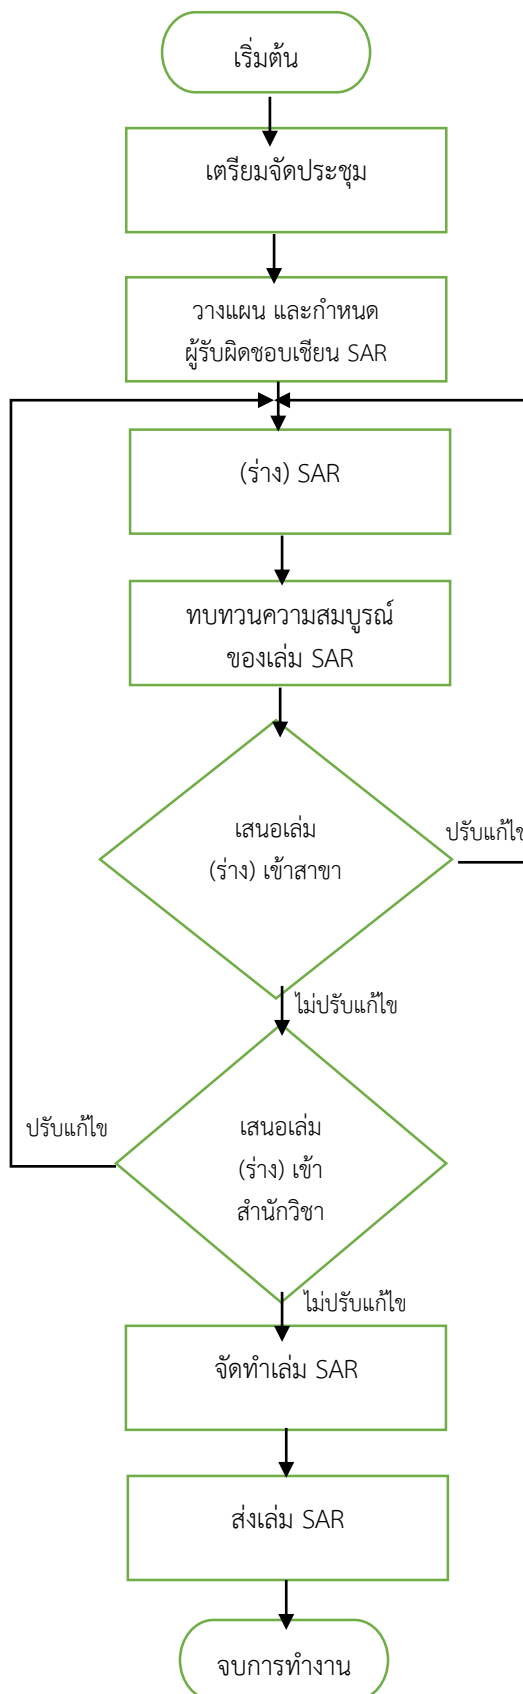 เริ่มต้น
เตรียมจัดประชุม
วางแผน และกำหนด
ผู้รับผิดชอบเชียน SAR
(ร่าง) SAR
ทบทวนความสมบูรณ์
ของเล่ม SAR
เสนอเล่ม
(ร่าง) เข้าสาขา
ปรับแก้ไข
ไม่ปรับแก้ไข
ปรับแก้ไข
เสนอเล่ม
(ร่าง) เข้า
สำนักวิชา
ไม่ปรับแก้ไข
จัดทำเล่ม SAR
ส่งเล่ม SAR
จบการทำงาน